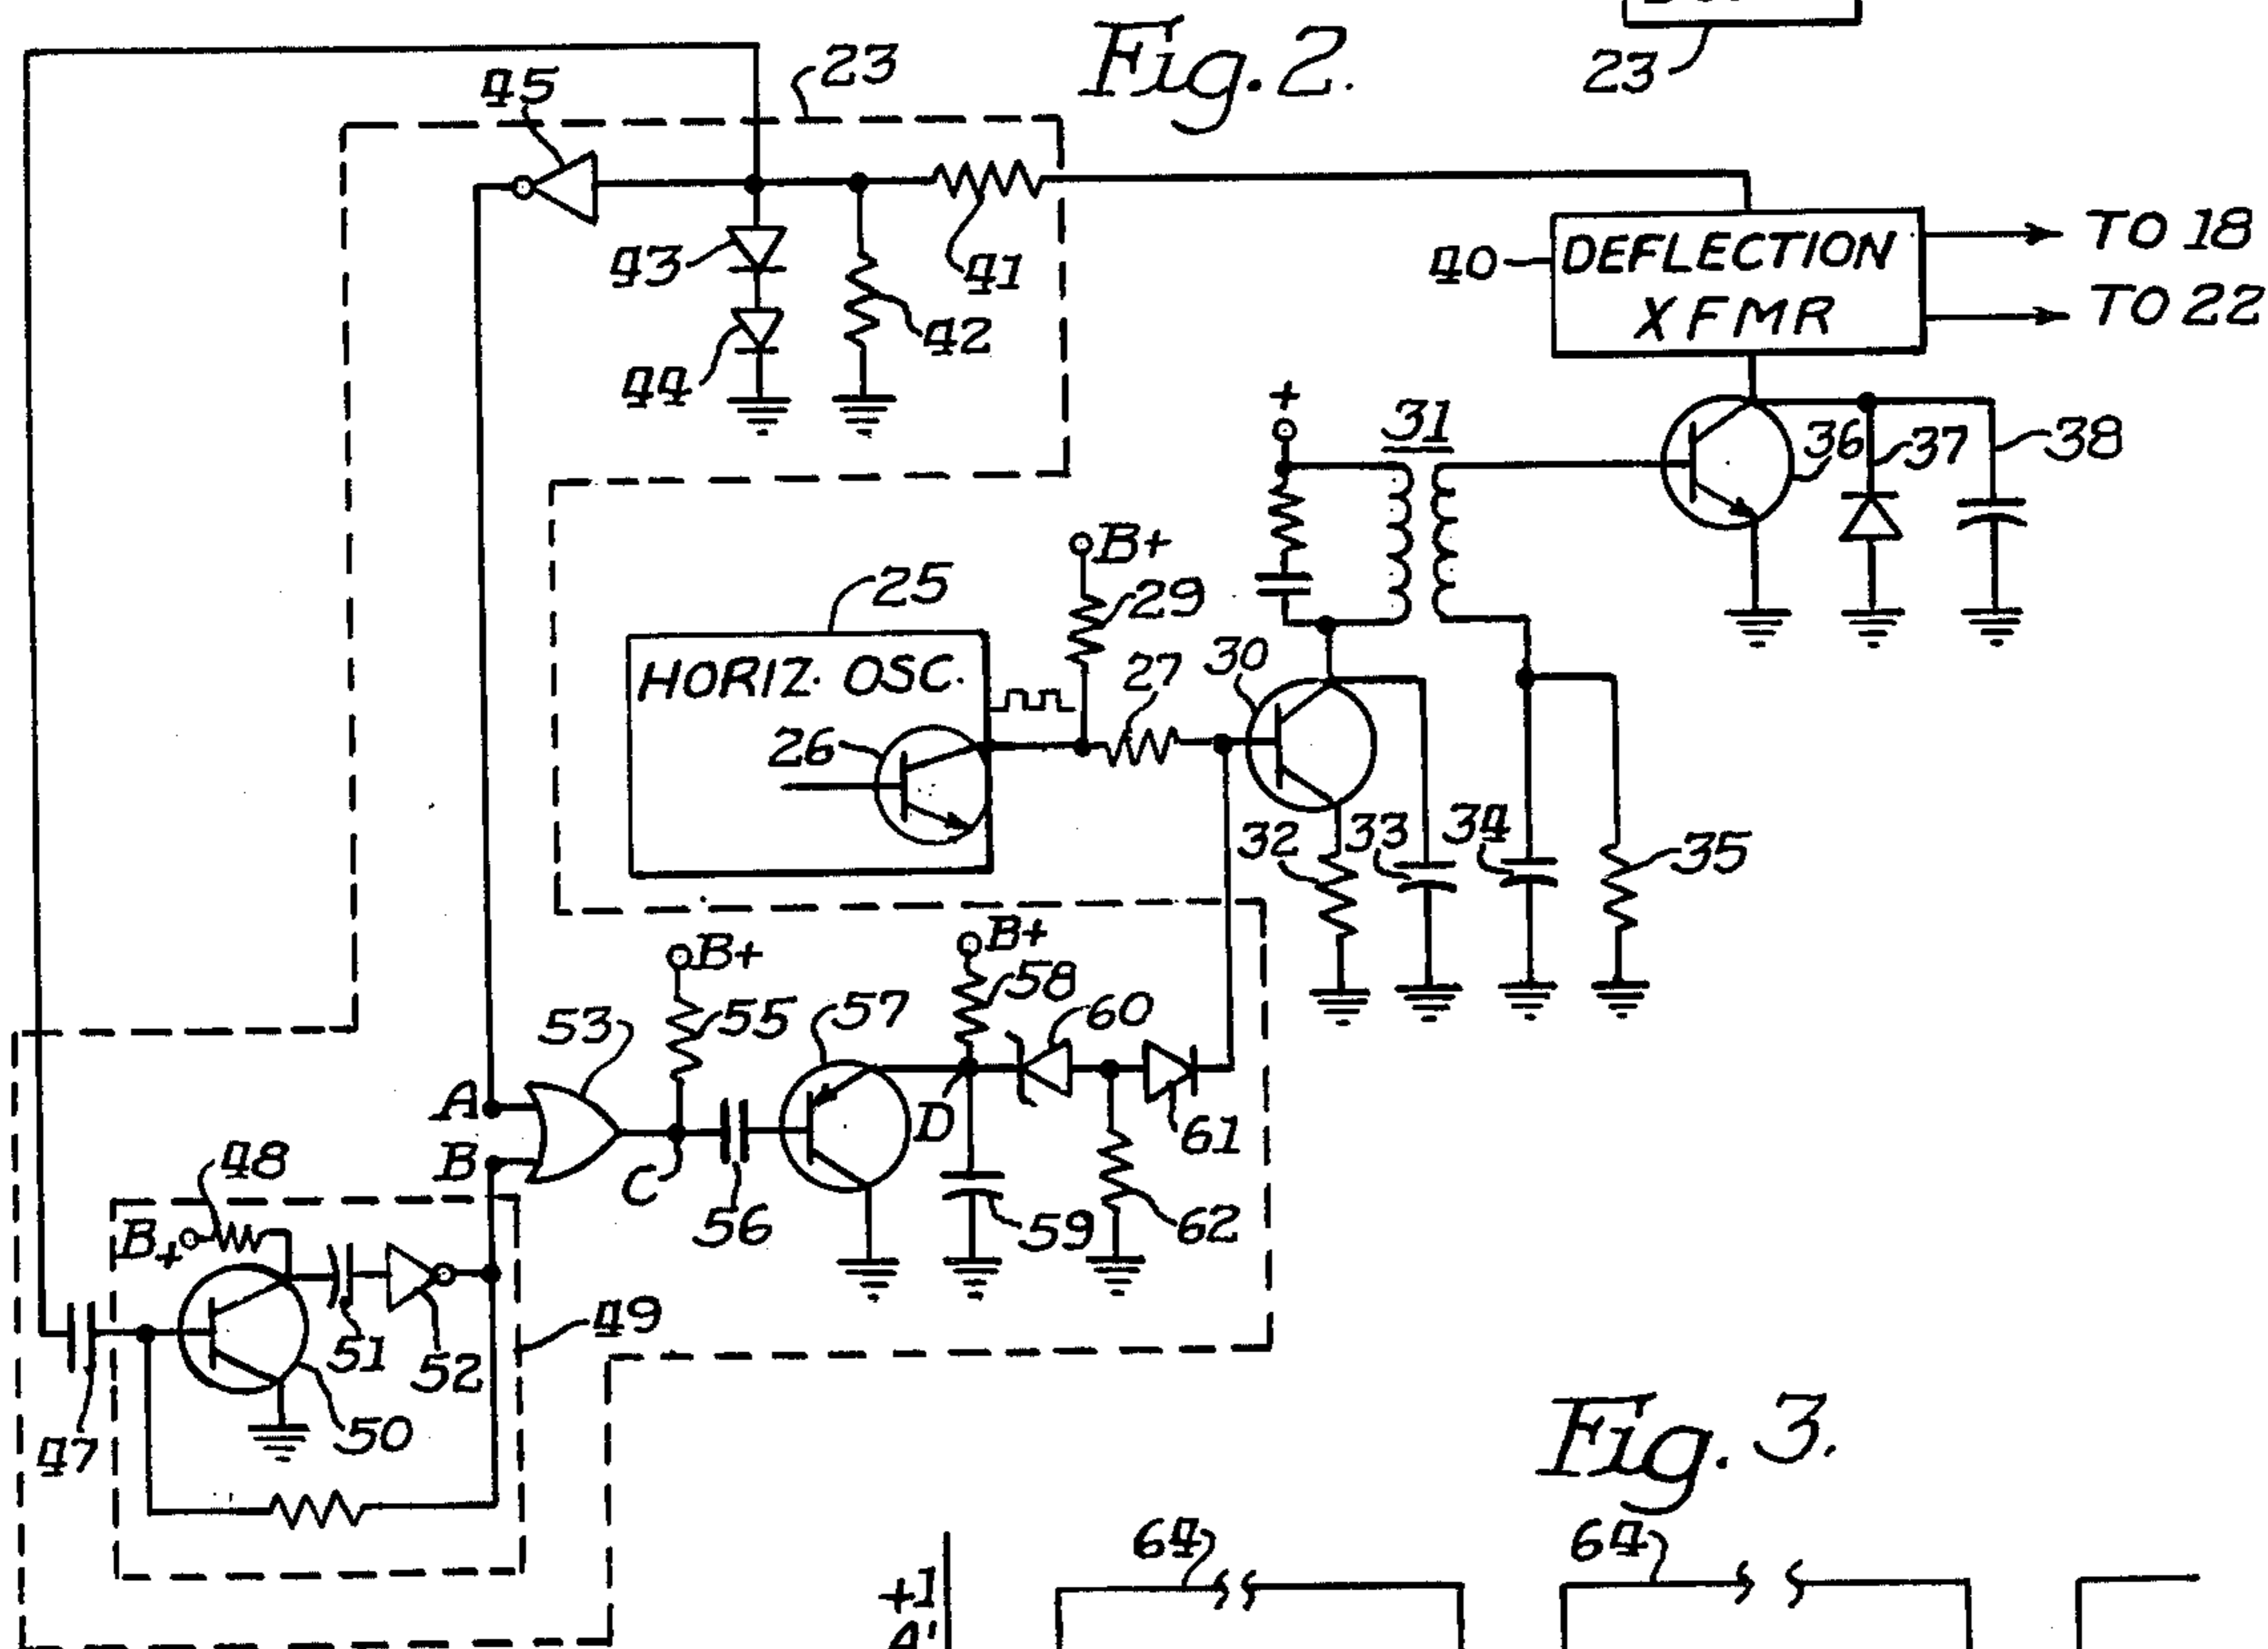 Fig. 2.
23
23
45
43
41
42
44
40
DEFLECTION
XFMR
TO 18
TO 22
+
31
36
37
38
B+
29
25
HORIZ. OSC.
26
27
30
32
33
34
35
B+
B+
53
55
57
58
60
A
B
C
D
61
56
59
62
48
B+
49
51
52
47
50
Fig. 3.
64
64
+1
A'